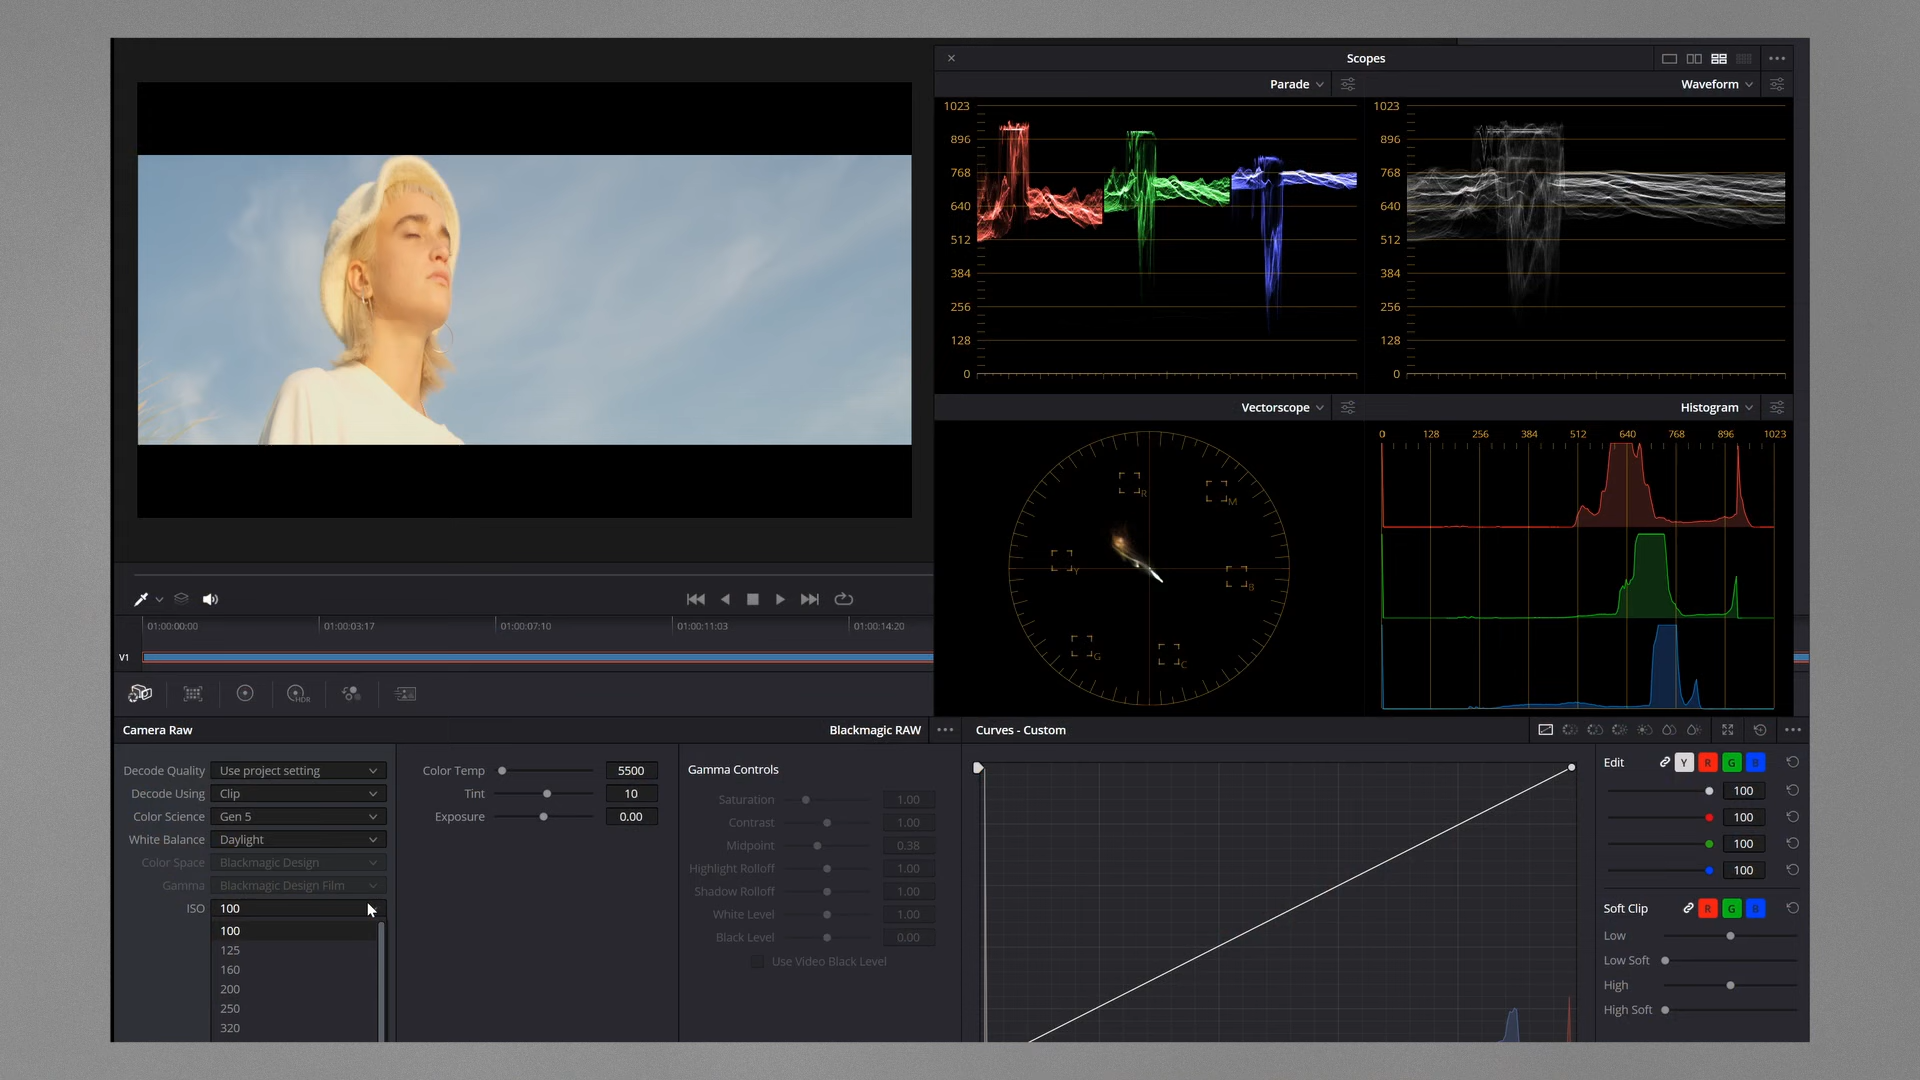 Scopes
Parade
Waveform
1023
896
768
640
512
384
256
128
0
1023
896
768
640
512
384
256
128
0
Vectorscope
Histogram
R
M
Y
B
G
C
0 128 256 384 512 640 768 896 1023
01:00:00:00 01:00:03:17 01:00:07:10 01:00:11:03 01:00:14:20
V1
HDR
Camera Raw
Blackmagic RAW
Decode Quality Use project setting
Decode Using Clip
Color Science Gen 5
White Balance Daylight
Color Space Blackmagic Design
Gamma Blackmagic Design Film
ISO 100
100
125
160
200
250
320
Color Temp 5500
Tint 10
Exposure 0.00
Gamma Controls
Saturation 1.00
Contrast 1.00
Midpoint 0.38
Highlight Rolloff 1.00
Shadow Rolloff 1.00
White Level 1.00
Black Level 0.00
Use Video Black Level
Curves - Custom
Edit Y R G B
100
100
100
100
Soft Clip R G B
Low
Low Soft
High
High Soft